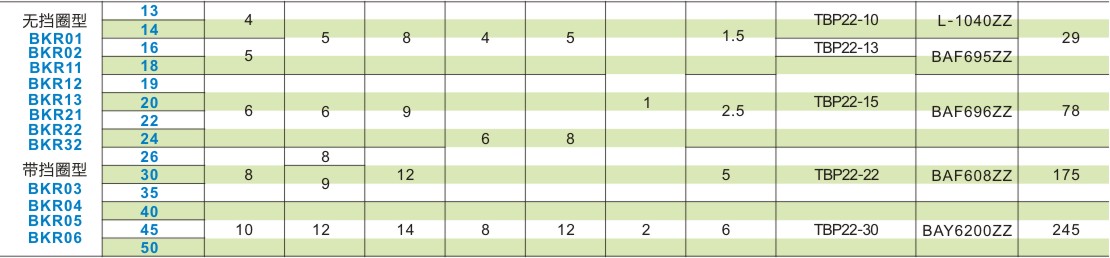 无挡圈型
BKR01
BKR02
BKR11
BKR12
BKR13
BKR21
BKR22
BKR32
带挡圈型
BKR03
BKR04
BKR05
BKR06
13
14
16
18
19
20
22
24
26
30
35
40
45
50
4
5
6
8
10
5
6
8
9
12
8
9
12
14
4
6
8
5
8
12
1
2
1.5
2.5
5
6
TBP22-10
TBP22-13
TBP22-15
TBP22-22
TBP22-30
L-1040ZZ
BAF695ZZ
BAF696ZZ
BAF608ZZ
BAY6200ZZ
29
78
175
245